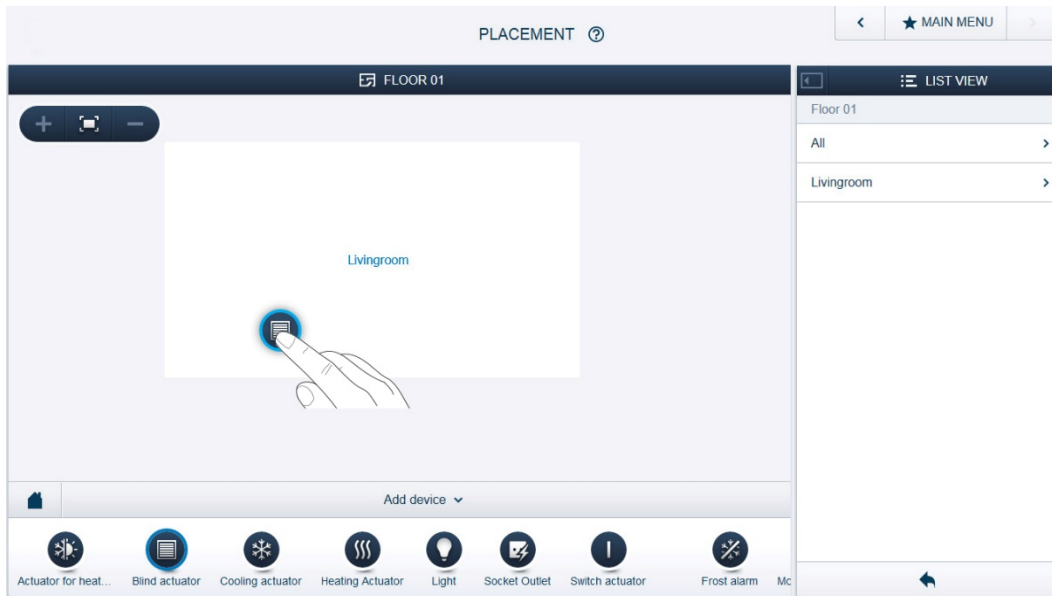 PLACEMENT
MAIN MENU
FLOOR 01
LIST VIEW
Floor 01
All
Livingroom
Livingroom
Add device
Actuator for heat...
Blind actuator
Cooling actuator
Heating Actuator
Light
Socket Outlet
Switch actuator
Frost alarm
Mc